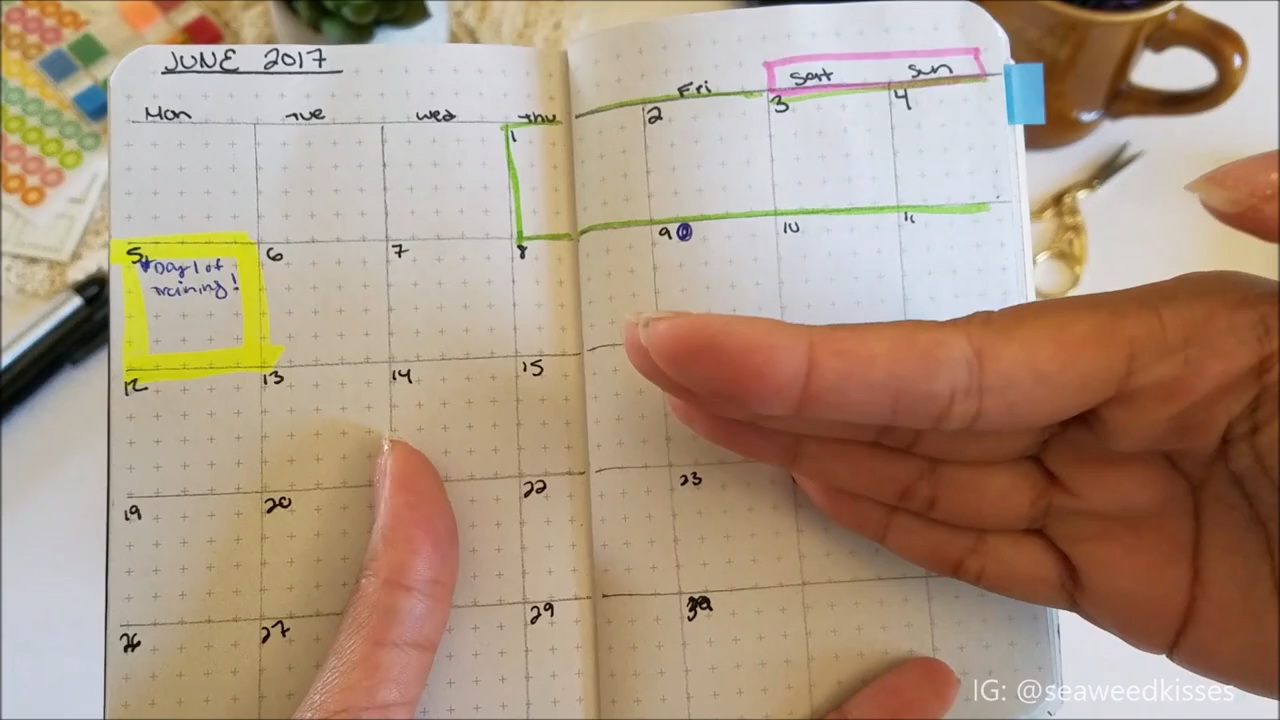 JUNE 2017
Mon Tue wed Thu Fri Sat Sun
1 2 3 4
5 6 7 8 9 10 11
Day 1 of
training!
12 13 14 15
19 20 22 23
26 27 29 30
IG: @seaweedkisses